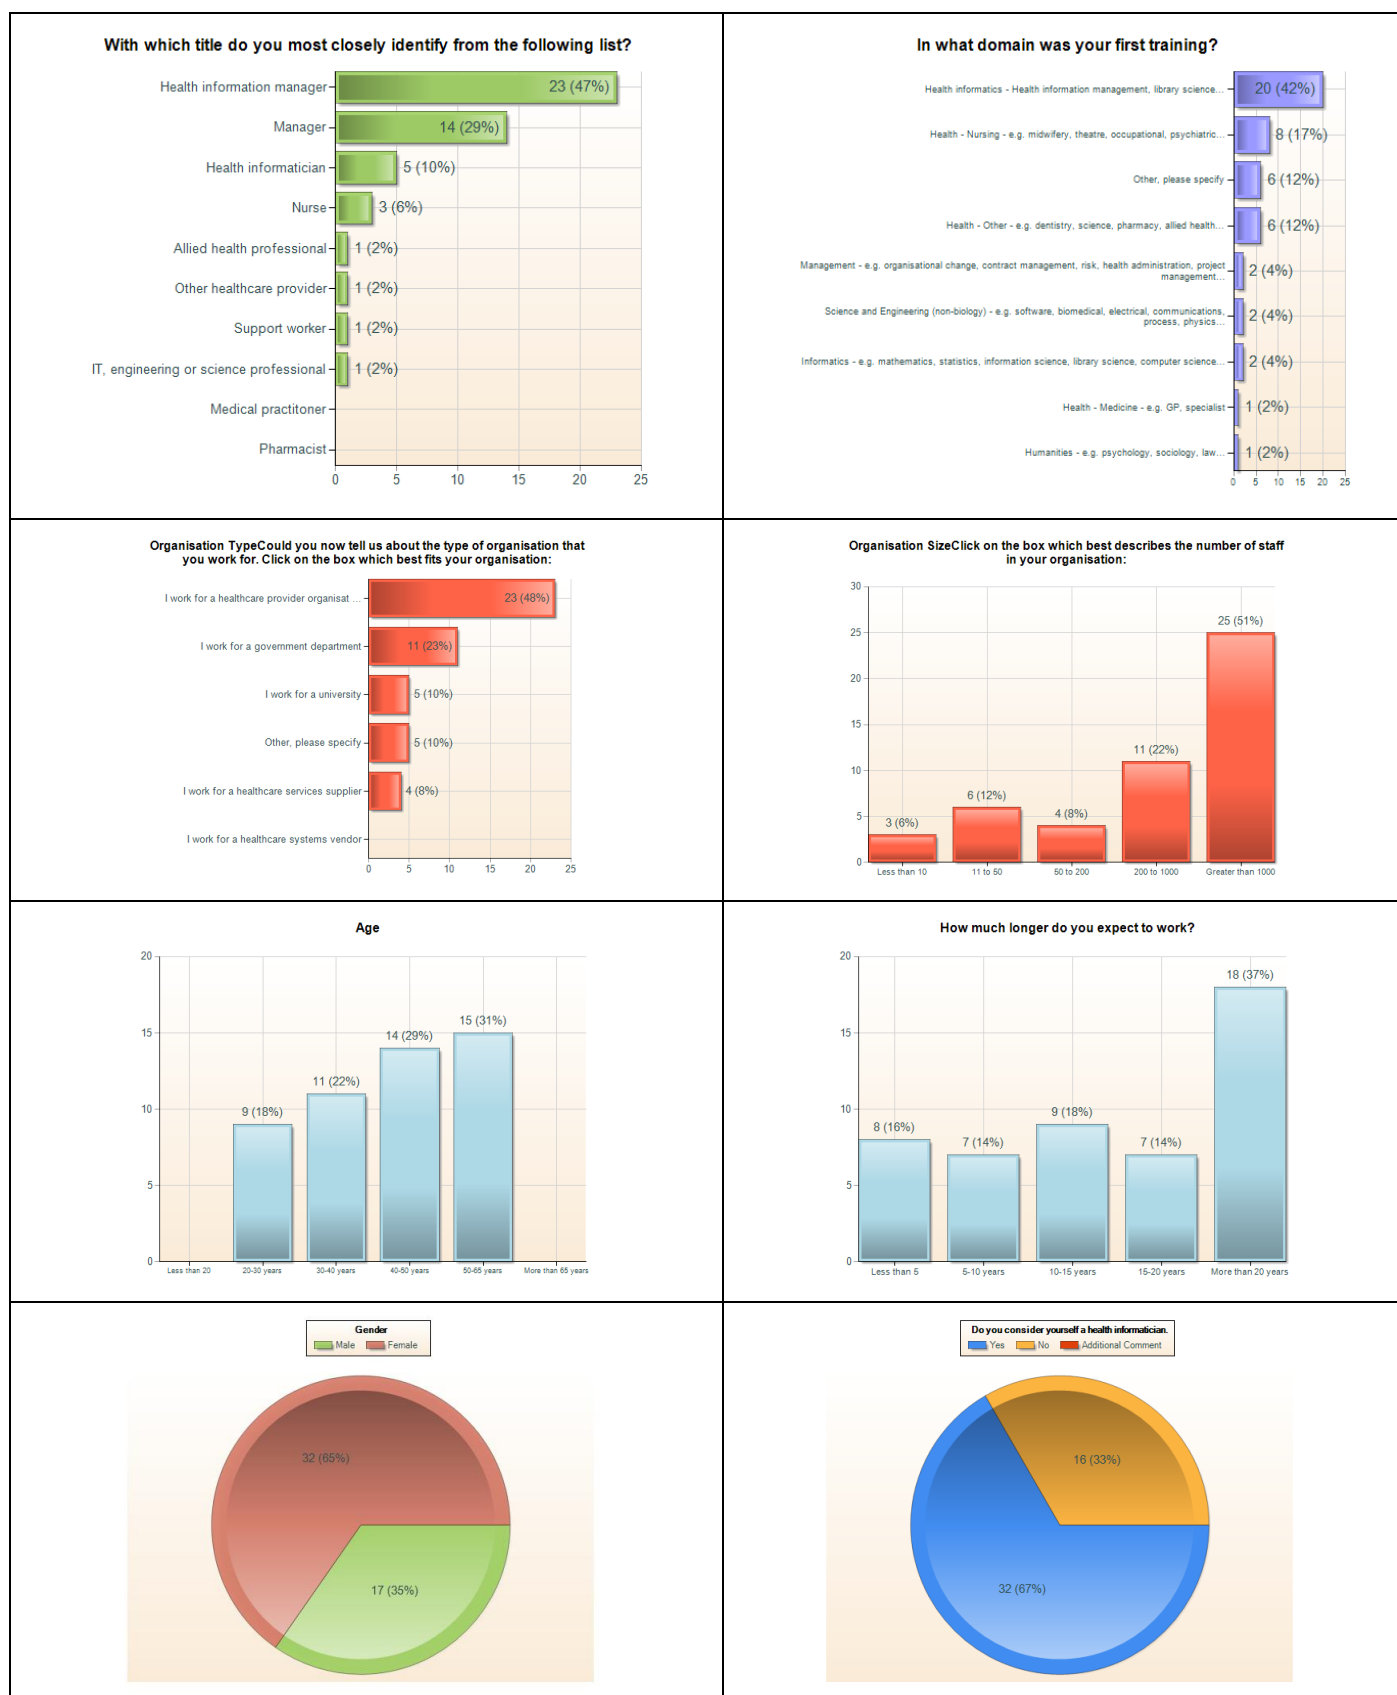 With which title do you most closely identify from the following list?
Health information manager
23 (47%)
Manager
14 (29%)
Health informatician
5 (10%)
Nurse
3 (6%)
Allied health professional
1 (2%)
Other healthcare provider
1 (2%)
Support worker
1 (2%)
IT, engineering or science professional
1 (2%)
Medical practitoner
Pharmacist
0 5 10 15 20 25
In what domain was your first training?
Health informatics - Health information management, library science...
20 (42%)
Health - Nursing - e.g. midwifery, theatre, occupational, psychiatric...
8 (17%)
Other, please specify
6 (12%)
Health - Other - e.g. dentistry, science, pharmacy, allied health...
6 (12%)
Management - e.g. organisational change, contract management, risk, health administration, project
management...
2 (4%)
Science and Engineering (non-biology) - e.g. software, biomedical, electrical, communications,
process, physics...
2 (4%)
Informatics - e.g. mathematics, statistics, information science, library science, computer science...
2 (4%)
Health - Medicine - e.g. GP, specialist
1 (2%)
Humanities - e.g. psychology, sociology, law...
1 (2%)
0 5 10 15 20 25
Organisation TypeCould you now tell us about the type of organisation that
you work for. Click on the box which best fits your organisation:
I work for a healthcare provider organisat ...
23 (48%)
I work for a government department
11 (23%)
I work for a university
5 (10%)
Other, please specify
5 (10%)
I work for a healthcare services supplier
4 (8%)
I work for a healthcare systems vendor
0 5 10 15 20 25
Organisation SizeClick on the box which best describes the number of staff
in your organisation:
30
25
20
15
10
5
0
3 (6%)
6 (12%)
4 (8%)
11 (22%)
25 (51%)
Less than 10 11 to 50 50 to 200 200 to 1000 Greater than 1000
Age
20
15
10
5
0
9 (18%)
11 (22%)
14 (29%)
15 (31%)
Less than 20 20-30 years 30-40 years 40-50 years 50-65 years More than 65 years
How much longer do you expect to work?
20
15
10
5
0
8 (16%)
7 (14%)
9 (18%)
7 (14%)
18 (37%)
Less than 5 5-10 years 10-15 years 15-20 years More than 20 years
Gender
Male Female
32 (65%)
17 (35%)
Do you consider yourself a health informatician.
Yes No Additional Comment
16 (33%)
32 (67%)